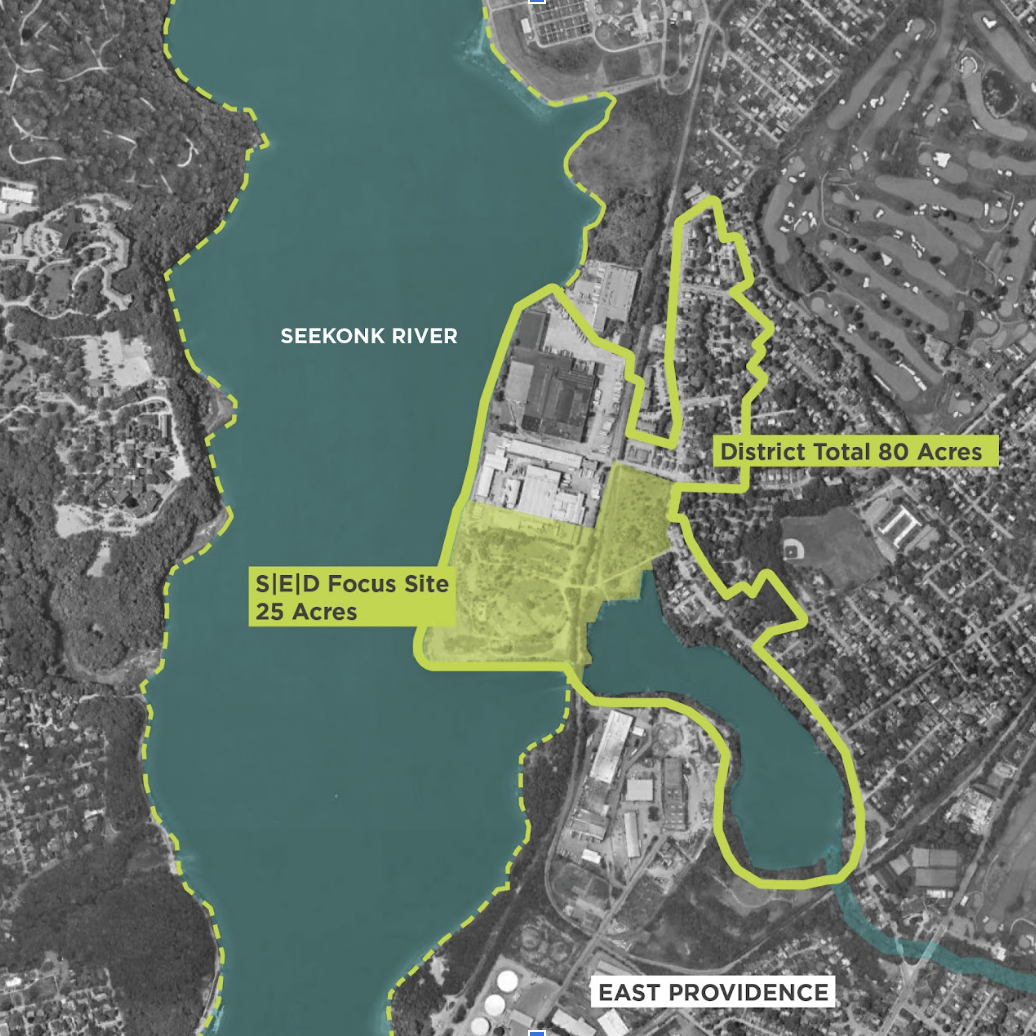 SEEKONK RIVER
District Total 80 Acres
S|E|D Focus Site
25 Acres
EAST PROVIDENCE